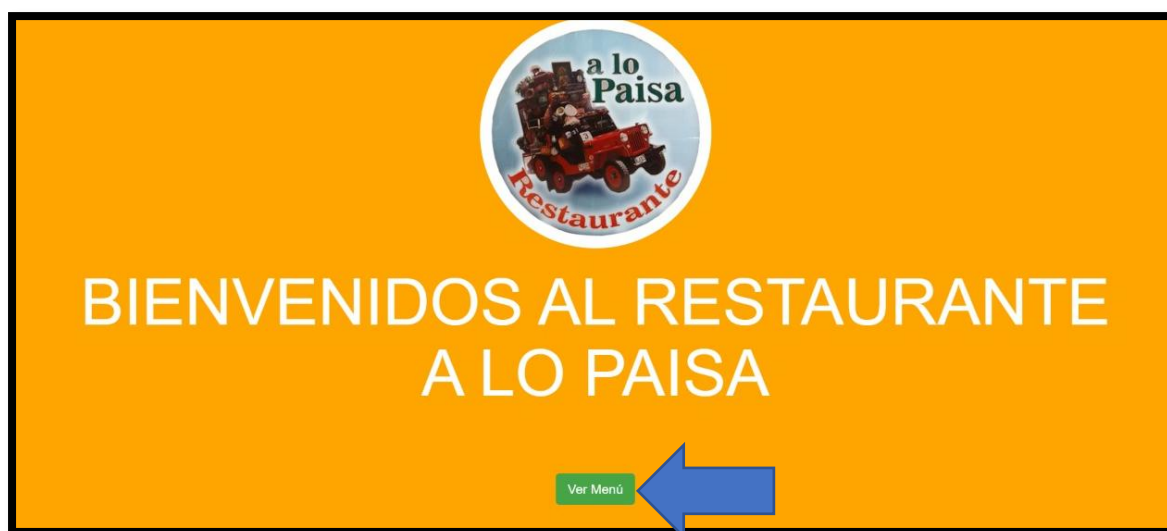 a lo
Paisa
Restaurante
BIENVENIDOS AL RESTAURANTE
A LO PAISA
Ver Menú